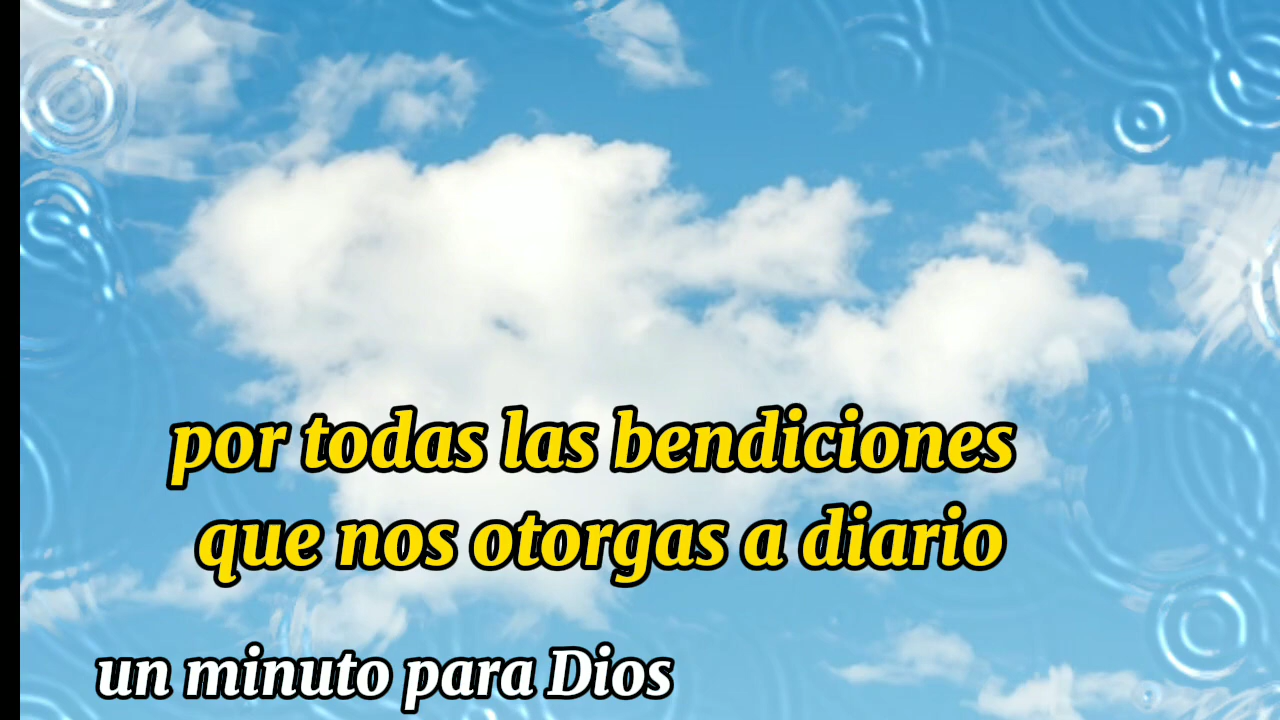 por todas las bendiciones
que nos otorgas a diario
un minuto para Dios